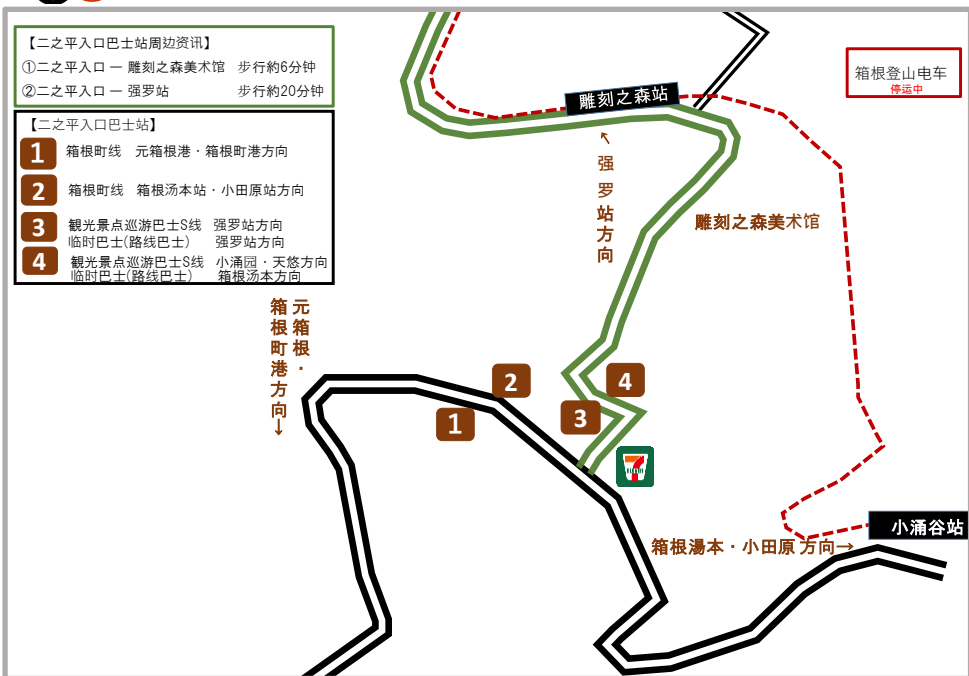 【二之平入口巴士站周边资讯】
①二之平入口 — 雕刻之森美术馆 步行約6分钟
②二之平入口 — 强罗站 步行約20分钟
【二之平入口巴士站】
1 箱根町线 元箱根港・箱根町港方向
2 箱根町线 箱根汤本站・小田原站方向
3 観光景点巡游巴士S线 强罗站方向
临时巴士(路线巴士) 强罗站方向
4 観光景点巡游巴士S线 小涌园・天悠方向
临时巴士(路线巴士) 箱根汤本方向
箱根登山电车
停运中
雕刻之森站
↖强罗站方向
雕刻之森美术馆
元箱根・
箱根町港方向↓
1
2
3
4
7
ELEVEN
小涌谷站
箱根湯本・小田原 方向→